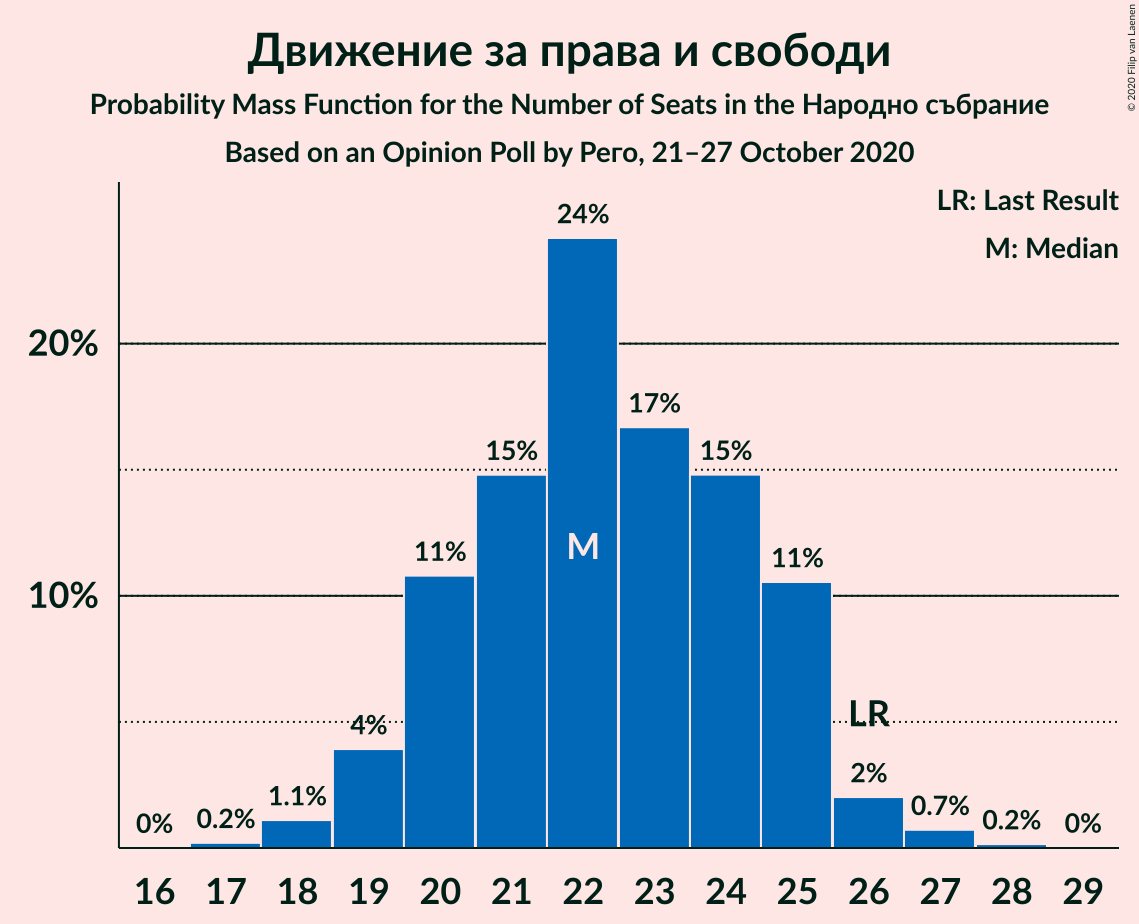 Движение за права и свободи
Probability Mass Function for the Number of Seats in the Народно събрание
Based on an Opinion Poll by Pero, 21–27 October 2020
© 2020 Filip van Laenen
LR: Last Result
M: Median
24%
20%
17%
15%
15%
M
11%
11%
10%
LR
4%
2%
1.1%
0.7%
0%
0.2%
0.2%
0%
16 17 18 19 20 21 22 23 24 25 26 27 28 29